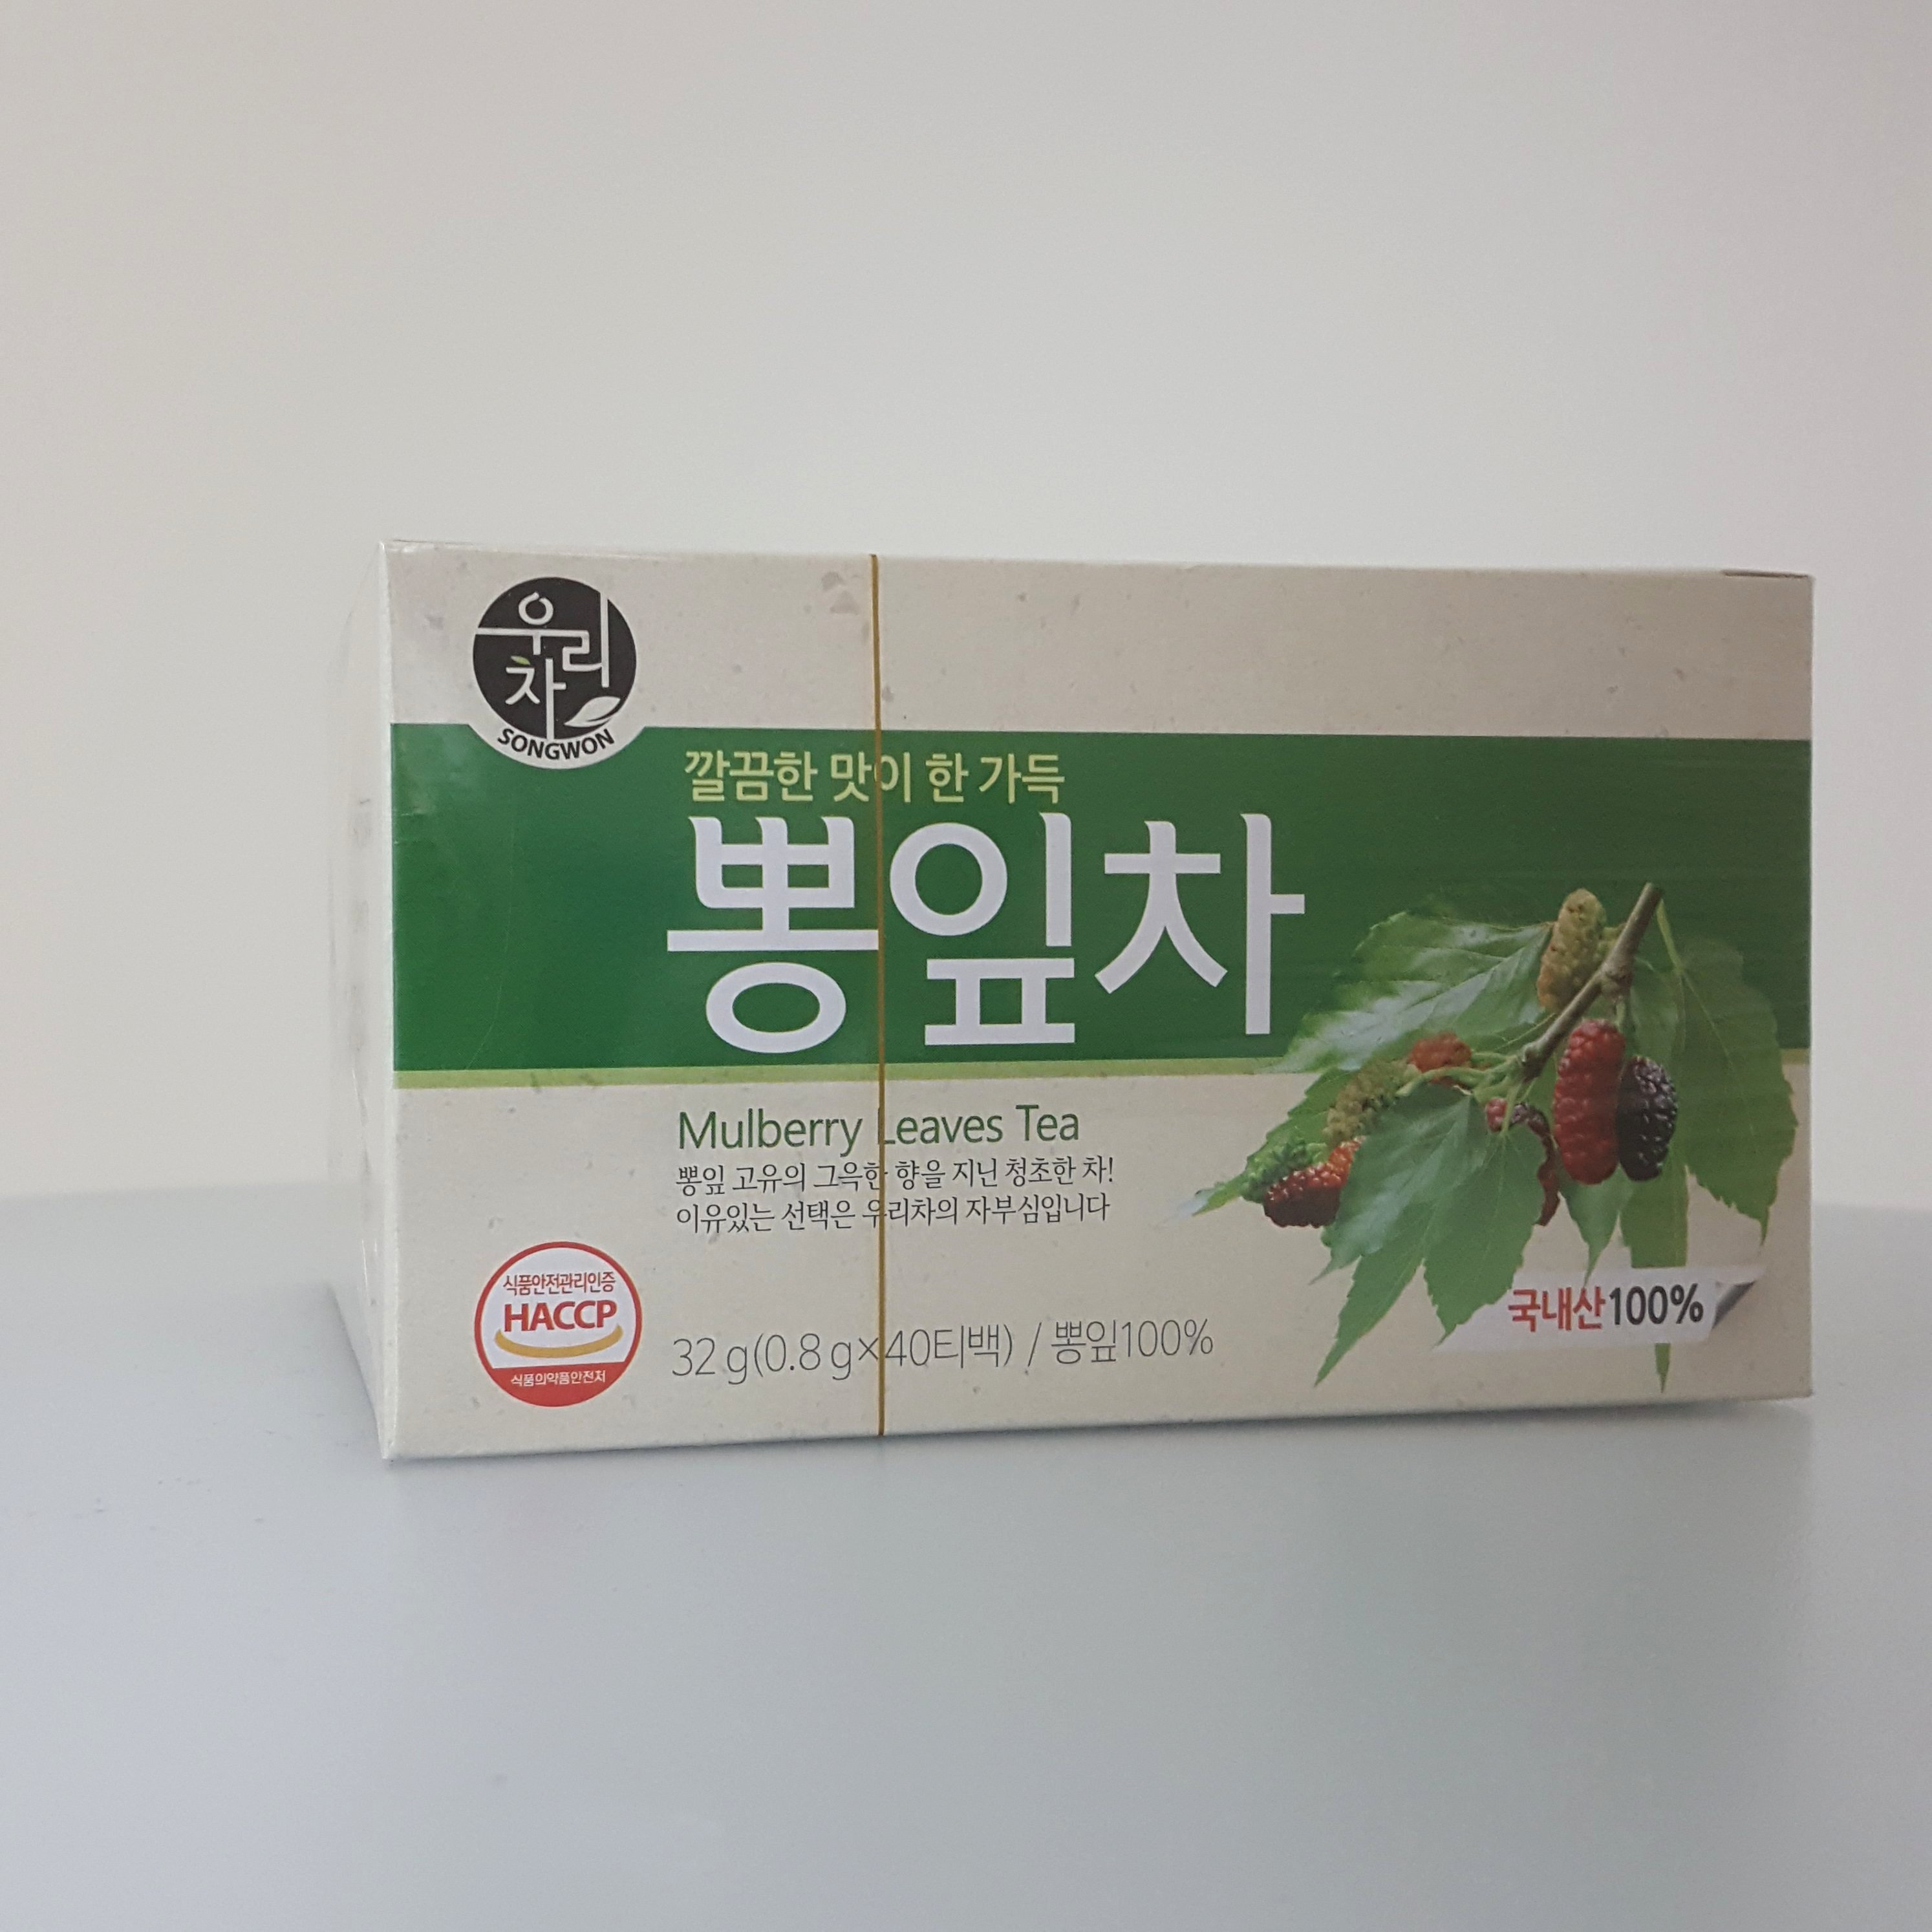 우리차
SONGWON
깔끔한 맛이 한 가득
뽕잎차
Mulberry Leaves Tea
뽕잎 고유의 그윽한 향을 지닌 청초한 차!
이유있는 선택은 우리차의 자부심입니다
식품안전관리인증
HACCP
식품의약품안전처
32 g(0.8 g×40티백) / 뽕잎100%
국내산100%